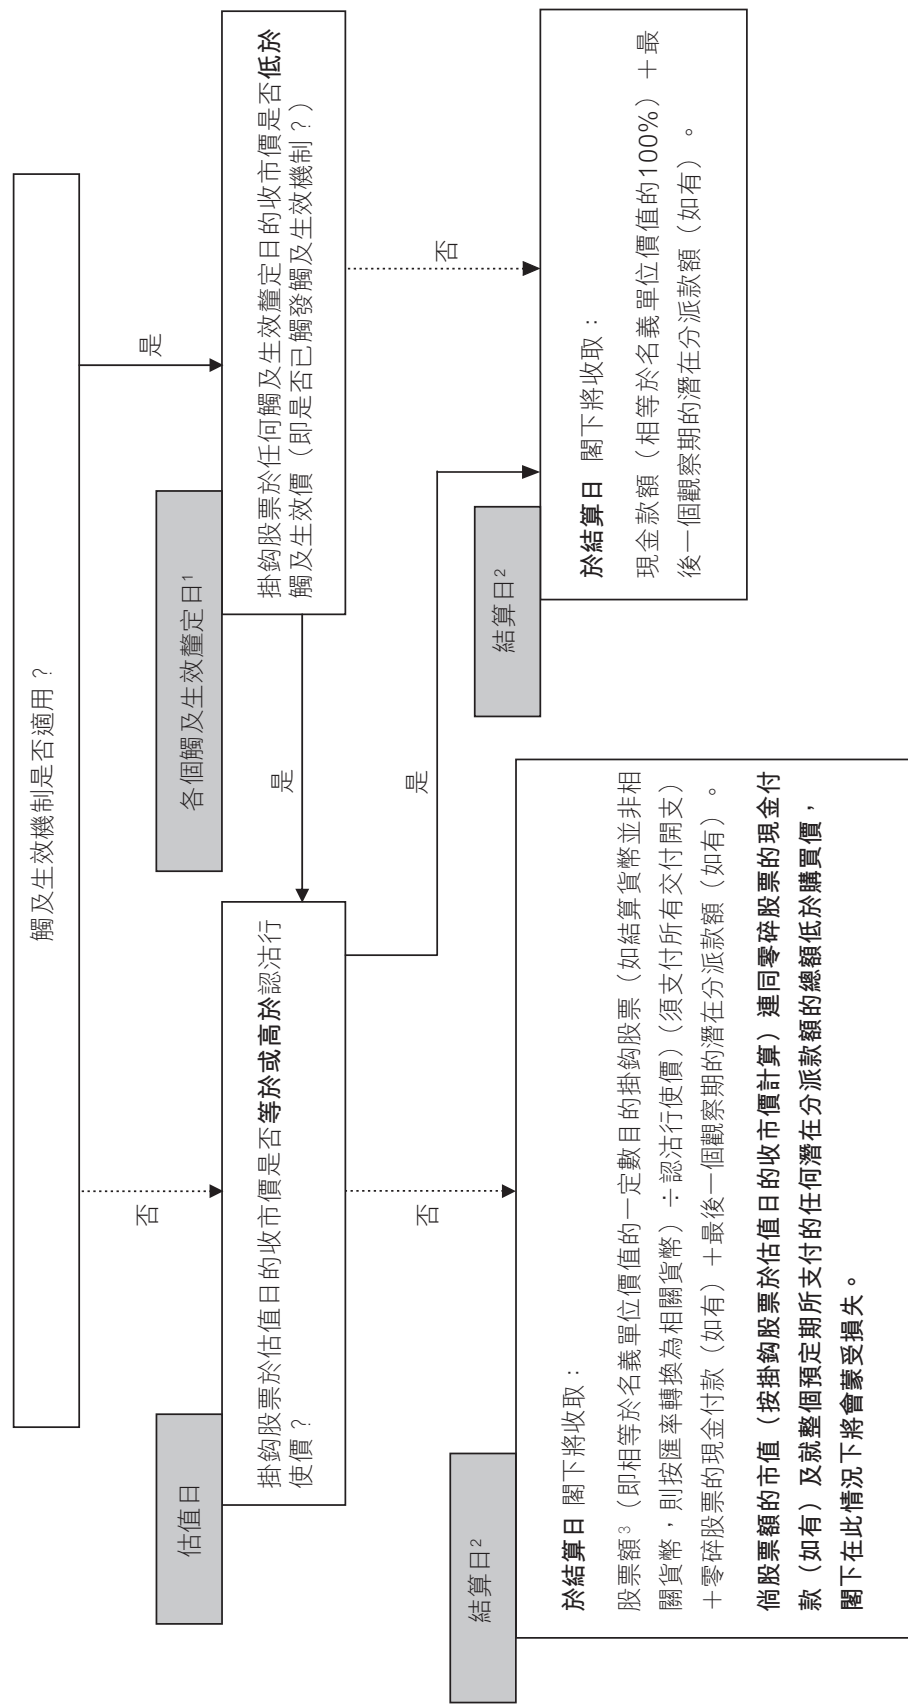 觸及生效機制是否適用？
否
是
估值日
掛鈎股票於估值日的收市價是否等於或高於認沽行
使價？
各個觸及生效釐定日1
掛鈎股票於任何觸及生效釐定日的收市價是否低於
觸及生效價（即是否已觸發觸及生效機制？）
是
否
是
否
結算日2
於結算日 閣下將收取：
股票額3（即相等於名義單位價值的一定數目的掛鈎股票（如結算貨幣並非相
關貨幣，則按匯率轉換為相關貨幣）÷認沽行使價）（須支付所有交付開支）
＋零碎股票的現金付款（如有）＋最後一個觀察期的潛在分派款額（如有）。
倘股票額的市值（按掛鈎股票於估值日的收市價計算）連同零碎股票的現金付
款（如有）及就整個預定期所支付的任何潛在分派款額的總額低於購買價，
閣下在此情況下將會蒙受損失。
結算日2
於結算日 閣下將收取：
現金款額（相等於名義單位價值的100%）＋最
後一個觀察期的潛在分派款額（如有）。